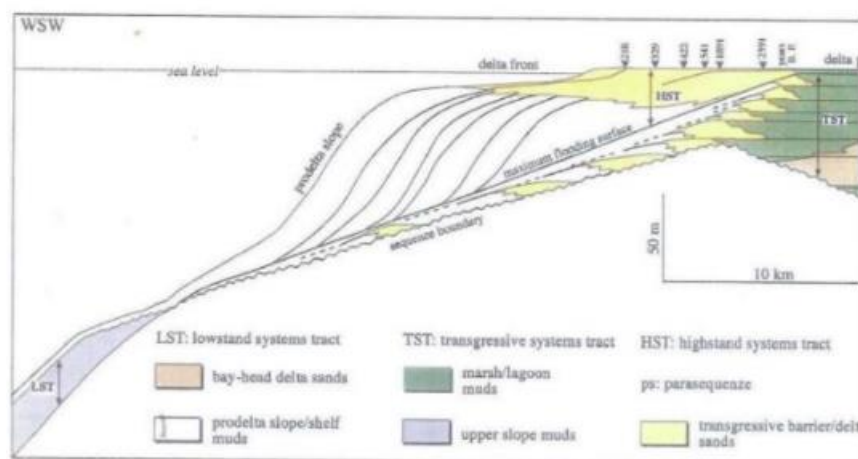 WSW
sea level
delta front
delta p
prodelta slope
HST
TST
maximum flooding surface
sequenze boundary
50 m
10 km
LST
LST: lowstand systems tract
TST: transgressive systems tract
HST: highstand systems tract
bay-head delta sands
marsh/lagoon
muds
ps: parasequenze
prodelta slope/shelf
muds
upper slope muds
transgressive barrier/delta
sands